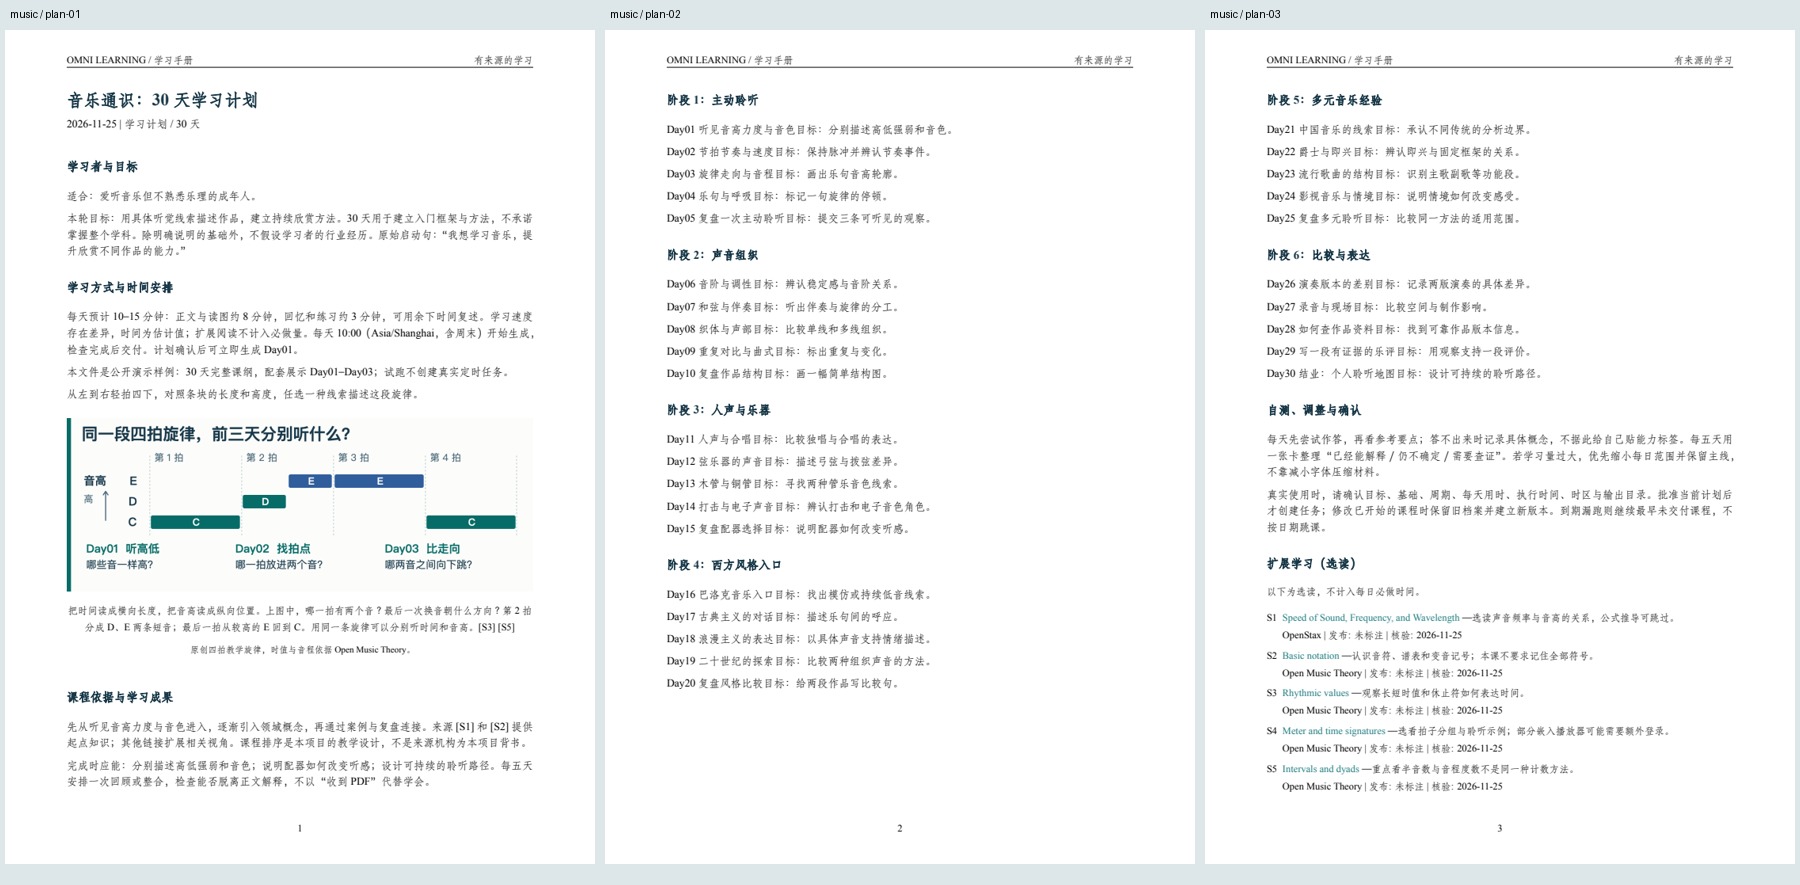 music / plan-01
OMNI LEARNING / 学习手册
有来源的学习
音乐通识：30 天学习计划
2026-11-25 | 学习计划 / 30 天
学习者与目标
适合：爱听音乐但不熟悉乐理的成年人。
本轮目标：用具体听觉线索描述作品，建立持续欣赏方法。30 天用于建立入门框架与方法，不承诺
掌握整个学科。除明确说明的基础外，不假设学习者的行业经历。原始启动句：“我想学习音乐，提
升欣赏不同作品的能力。”
学习方式与时间安排
每天预计 10–15 分钟：正文与读图约 8 分钟，回忆和练习约 3 分钟，可用余下时间复述。学习速度
存在差异，时间为估计值；扩展阅读不计入必做量。每天 10:00（Asia/Shanghai，含周末）开始生成，
检查完成后交付。计划确认后可立即生成 Day01。
本文件是公开演示样例：30 天完整课纲，配套展示 Day01–Day03；试跑不创建真实定时任务。
从左到右轻拍四下，对照条块的长度和高度，任选一种线索描述这段旋律。
同一段四拍旋律，前三天分别听什么？
第 1 拍 第 2 拍 第 3 拍 第 4 拍
音高 E E E
高 D D
C C C
Day01 听高低 Day02 找拍点 Day03 比走向
哪些音一样高？ 哪一拍放进两个音？ 哪两音之间向下跳？
把时间读成横向长度，把音高读成纵向位置。上图中，哪一拍有两个音？最后一次换音朝什么方向？第 2 拍
分成 D、E 两条短音；最后一拍从较高的 E 回到 C。用同一条旋律可以分别听时间和音高。[S3] [S5]
原创四拍教学旋律，时值与音程依据 Open Music Theory。
课程依据与学习成果
先从听见音高力度与音色进入，逐渐引入领域概念，再通过案例与复盘连接。来源 [S1] 和 [S2] 提供
起点知识；其他链接扩展相关视角。课程排序是本项目的教学设计，不是来源机构为本项目背书。
完成时应能：分别描述高低强弱和音色；说明配器如何改变听感；设计可持续的聆听路径。每五天
安排一次回顾或整合，检查能否脱离正文解释，不以“收到 PDF”代替学会。
1
music / plan-02
OMNI LEARNING / 学习手册
有来源的学习
阶段 1：主动聆听
Day01 听见音高力度与音色目标：分别描述高低强弱和音色。
Day02 节拍节奏与速度目标：保持脉冲并辨认节奏事件。
Day03 旋律走向与音程目标：画出乐句音高轮廓。
Day04 乐句与呼吸目标：标记一句旋律的停顿。
Day05 复盘一次主动聆听目标：提交三条可听见的观察。
阶段 2：声音组织
Day06 音阶与调性目标：辨认稳定感与音阶关系。
Day07 和弦与伴奏目标：听出伴奏与旋律的分工。
Day08 织体与声部目标：比较单线和多线组织。
Day09 重复对比与曲式目标：标出重复与变化。
Day10 复盘作品结构目标：画一幅简单结构图。
阶段 3：人声与乐器
Day11 人声与合唱目标：比较独唱与合唱的表达。
Day12 弦乐器的声音目标：描述弓弦与拨弦差异。
Day13 木管与铜管目标：寻找两种管乐音色线索。
Day14 打击与电子声音目标：辨认打击和电子音色角色。
Day15 复盘配器选择目标：说明配器如何改变听感。
阶段 4：西方风格入口
Day16 巴洛克音乐入口目标：找出模仿或持续低音线索。
Day17 古典主义的对话目标：描述乐句间的呼应。
Day18 浪漫主义的表达目标：以具体声音支持情绪描述。
Day19 二十世纪的探索目标：比较两种组织声音的方法。
Day20 复盘风格比较目标：给两段作品写比较句。
2
music / plan-03
OMNI LEARNING / 学习手册
有来源的学习
阶段 5：多元音乐经验
Day21 中国音乐的线索目标：承认不同传统的分析边界。
Day22 爵士与即兴目标：辨认即兴与固定框架的关系。
Day23 流行歌曲的结构目标：识别主歌副歌等功能段。
Day24 影视音乐与情境目标：说明情境如何改变感受。
Day25 复盘多元聆听目标：比较同一方法的适用范围。
阶段 6：比较与表达
Day26 演奏版本的差别目标：记录两版演奏的具体差异。
Day27 录音与现场目标：比较空间与制作影响。
Day28 如何查作品资料目标：找到可靠作品版本信息。
Day29 写一段有证据的乐评目标：用观察支持一段评价。
Day30 结业：个人聆听地图目标：设计可持续的聆听路径。
自测、调整与确认
每天先尝试作答，再看参考要点；答不出来时记录具体概念，不据此给自己贴能力标签。每五天用
一张卡整理“已经能解释 / 仍不确定 / 需要查证”。若学习量过大，优先缩小每日范围并保留主线，
不靠减小字体压缩材料。
真实使用时，请确认目标、基础、周期、每天用时、执行时间、时区与输出目录。批准当前计划后
才创建任务；修改已开始的课程时保留旧档案并建立新版本。到期漏跑则继续最早未交付课程，不
按日期跳课。
扩展学习（选读）
以下为选读，不计入每日必做时间。
S1 Speed of Sound, Frequency, and Wavelength —选读声音频率与音高的关系，公式推导可跳过。
OpenStax | 发布: 未标注 | 核验: 2026-11-25
S2 Basic notation —认识音符、谱表和变音记号；本课不要求记住全部符号。
Open Music Theory | 发布: 未标注 | 核验: 2026-11-25
S3 Rhythmic values —观察长短时值和休止符如何表达时间。
Open Music Theory | 发布: 未标注 | 核验: 2026-11-25
S4 Meter and time signatures —选看拍子分组与聆听示例；部分嵌入播放器可能需要额外登录。
Open Music Theory | 发布: 未标注 | 核验: 2026-11-25
S5 Intervals and dyads —重点看半音数与音程度数不是同一种计数方法。
Open Music Theory | 发布: 未标注 | 核验: 2026-11-25
3